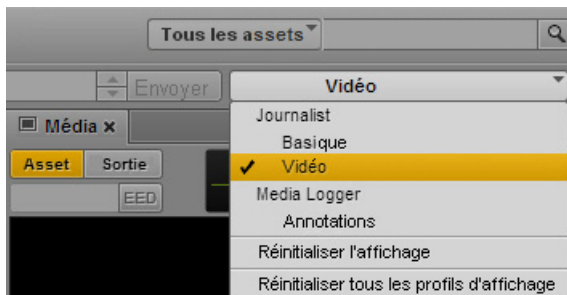 Tous les assets
Envoyer
Vidéo
Média x
Journalist
Basique
Asset Sortie
✓ Vidéo
EED
Media Logger
Annotations
Réinitialiser l'affichage
Réinitialiser tous les profils d'affichage